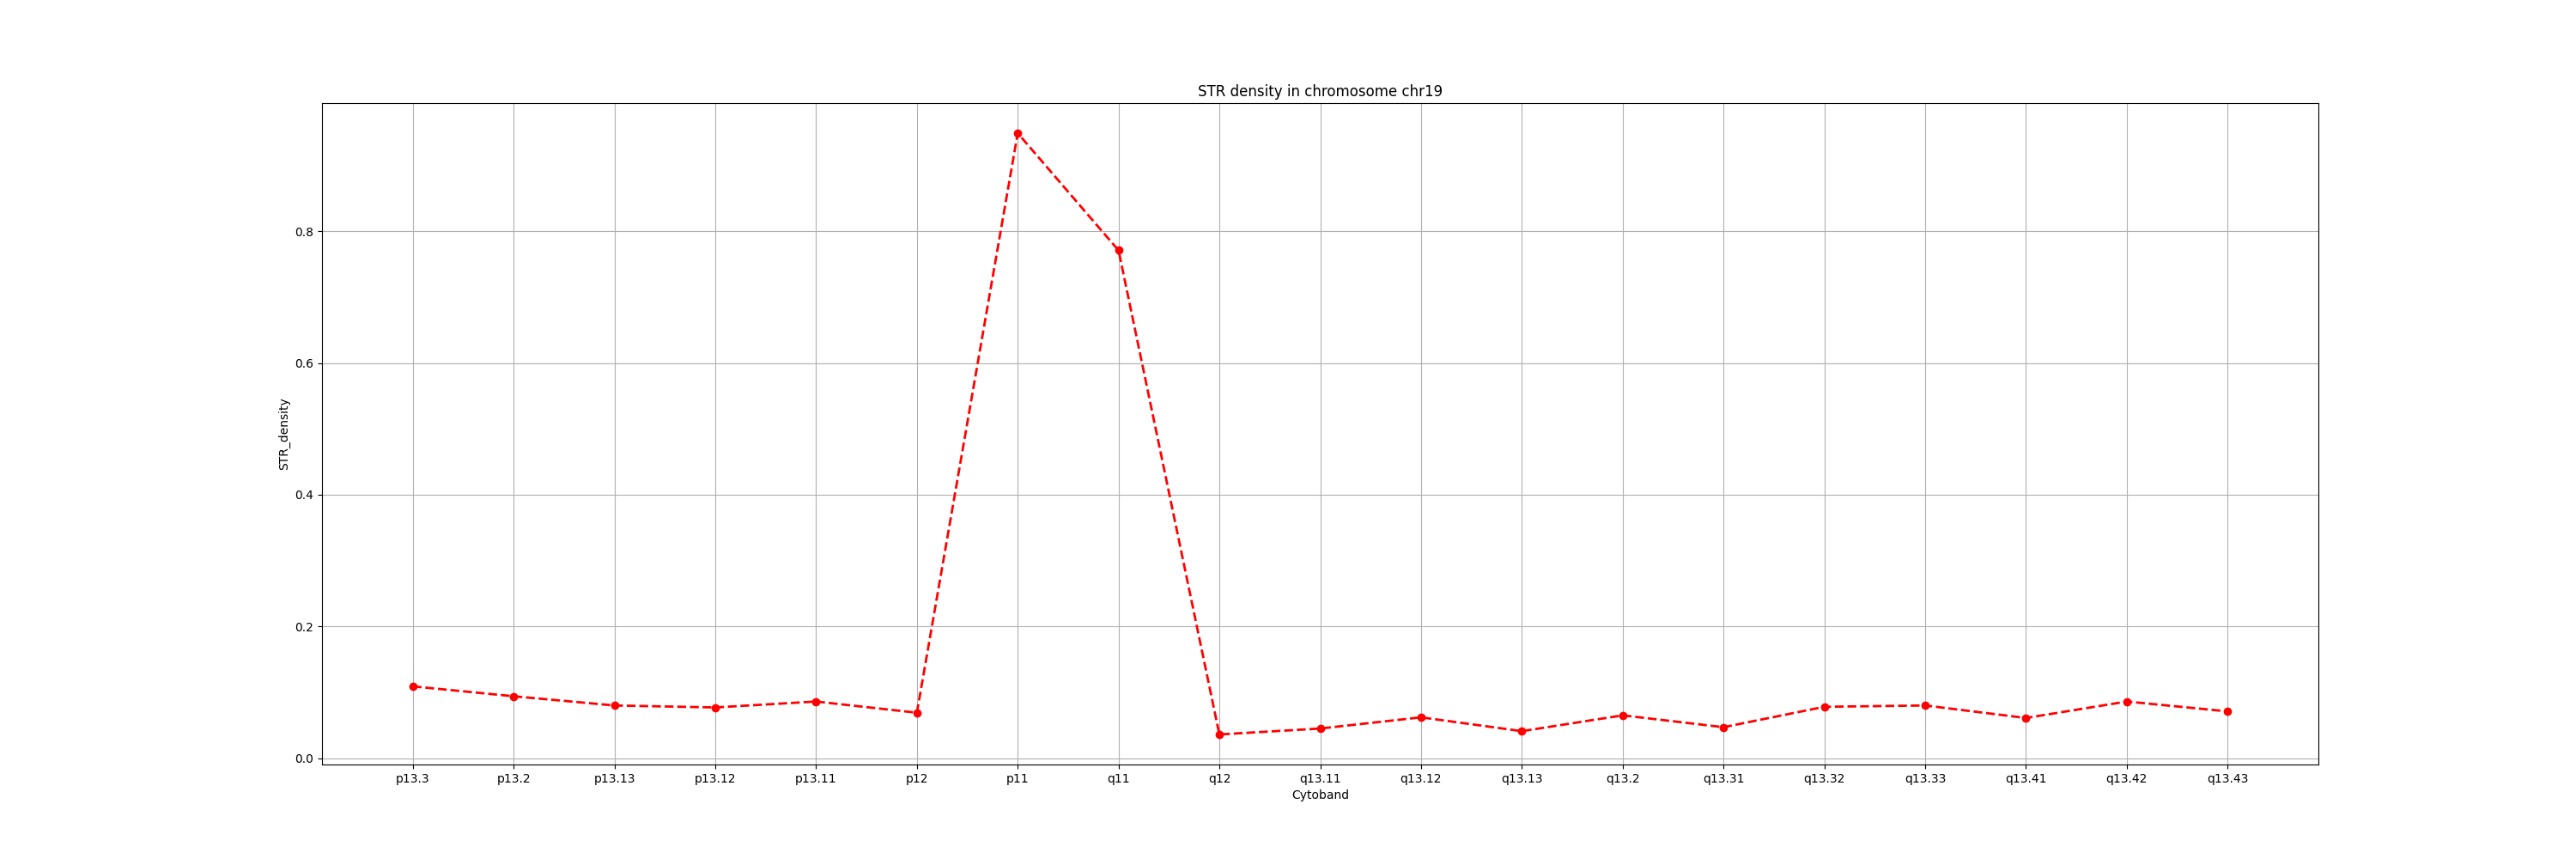 STR density in chromosome chr19
0.8
0.6
0.4
0.2
0.0
STR_density
p13.3 p13.2 p13.13 p13.12 p13.11 p12 p11 q11 q12 q13.11 q13.12 q13.13 q13.2 q13.31 q13.32 q13.33 q13.41 q13.42 q13.43
Cytoband